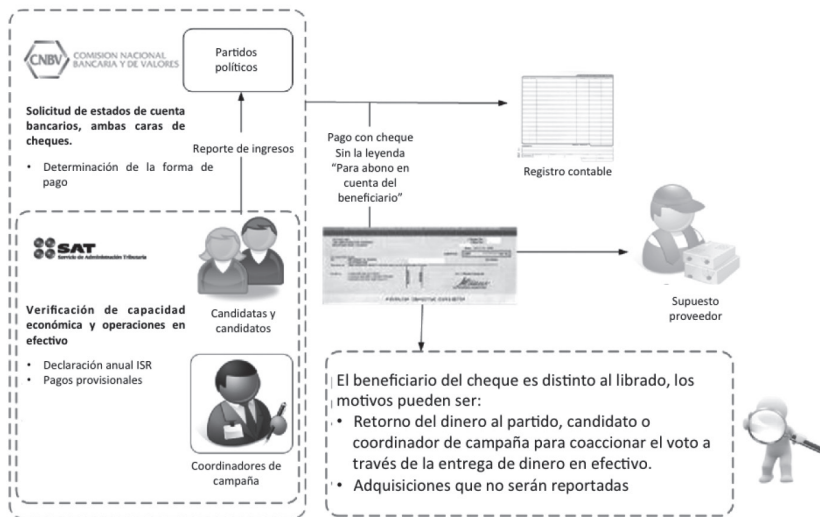 CNBV
COMISION NACIONAL
BANCARIA Y DE VALORES
Partidos
políticos
Solicitud de estados de cuenta
bancarios, ambas caras de
cheques.
• Determinación de la forma de
pago
Reporte de ingresos
Pago con cheque
Sin la leyenda
“Para abono en
cuenta del
beneficiario”
Registro contable
SAT
Servicio de Administración Tributaria
Verificación de capacidad
económica y operaciones en
efectivo
• Declaración anual ISR
• Pagos provisionales
Candidatas y
candidatos
Coordinadores de
campaña
Supuesto
proveedor
El beneficiario del cheque es distinto al librado, los
motivos pueden ser:
• Retorno del dinero al partido, candidato o
coordinador de campaña para coaccionar el voto a
través de la entrega de dinero en efectivo.
• Adquisiciones que no serán reportadas